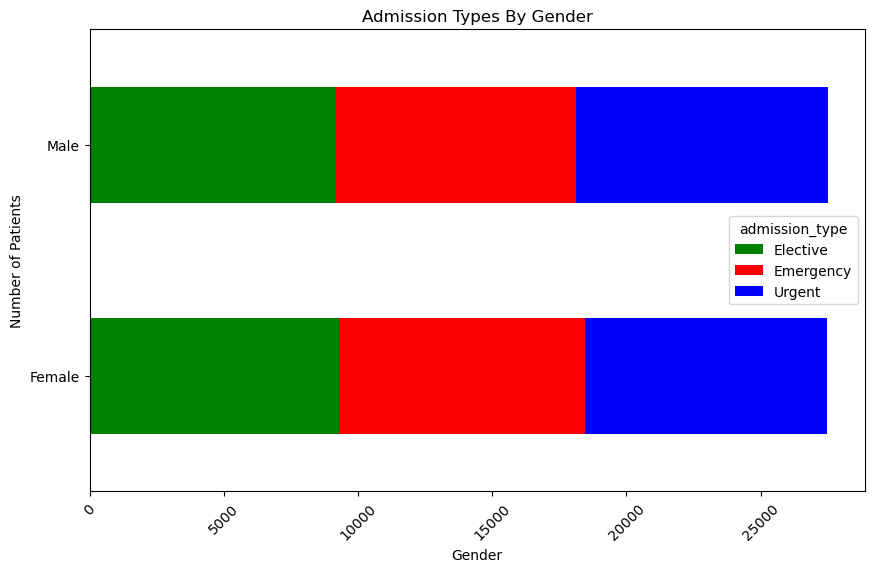 Admission Types By Gender
Number of Patients
Male
Female
admission_type
Elective
Emergency
Urgent
0
5000
10000
15000
20000
25000
Gender